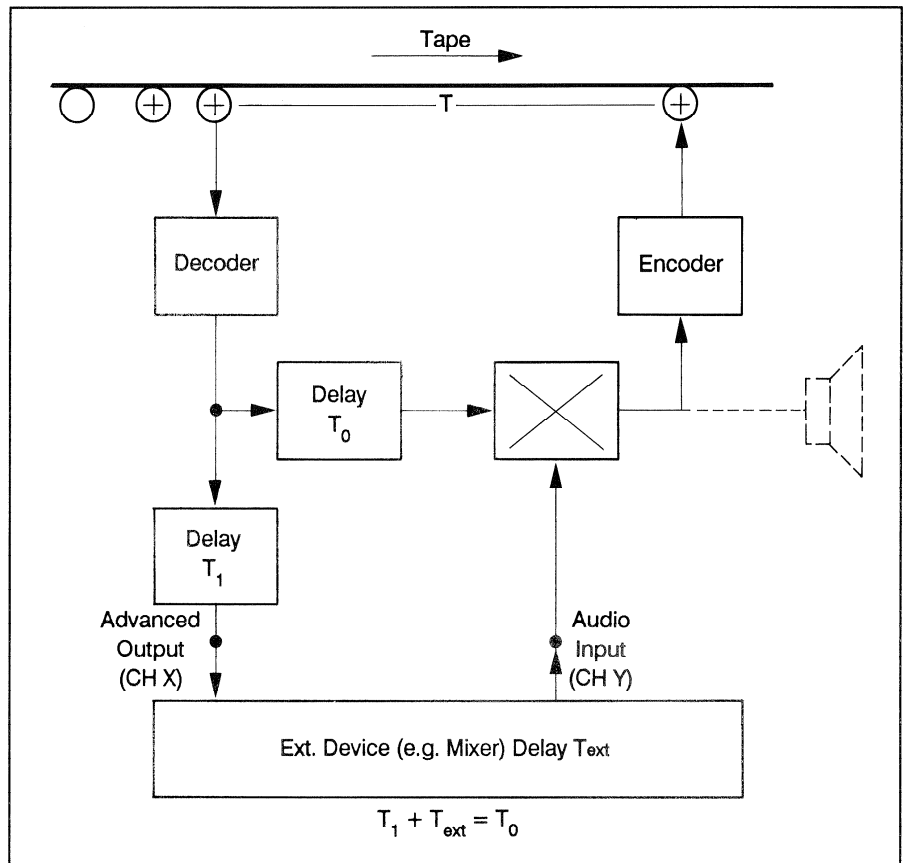 Tape
T
Decoder
Encoder
Delay
T₀
Delay
T₁
Advanced
Output
(CH X)
Audio
Input
(CH Y)
Ext. Device (e.g. Mixer) Delay Text
T₁ + Text = T₀